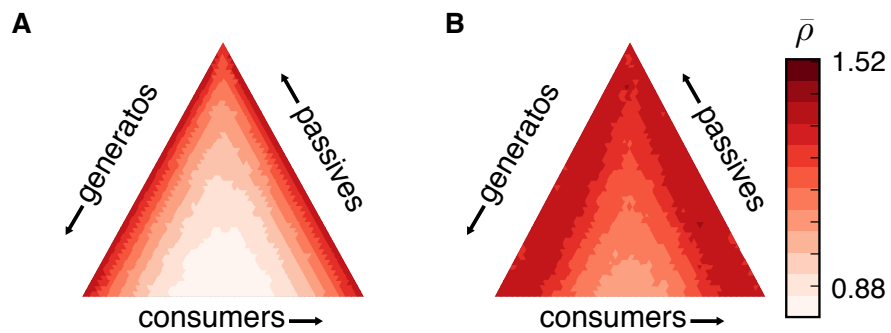 A
B
ρ̄
1.52
0.88
generatos
passives
consumers
generatos
passives
consumers